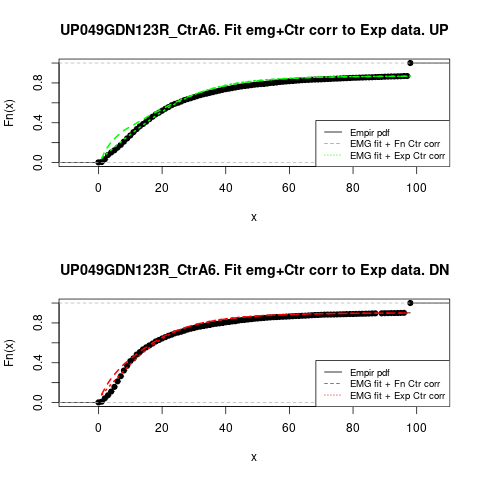 UP049GDN123R_CtrA6. Fit emg+Ctr corr to Exp data. UP
Fn(x)
0.8
0.4
0.0
Empir pdf
EMG fit + Fn Ctr corr
EMG fit + Exp Ctr corr
0 20 40 60 80 100
x
UP049GDN123R_CtrA6. Fit emg+Ctr corr to Exp data. DN
Fn(x)
0.8
0.4
0.0
Empir pdf
EMG fit + Fn Ctr corr
EMG fit + Exp Ctr corr
0 20 40 60 80 100
x